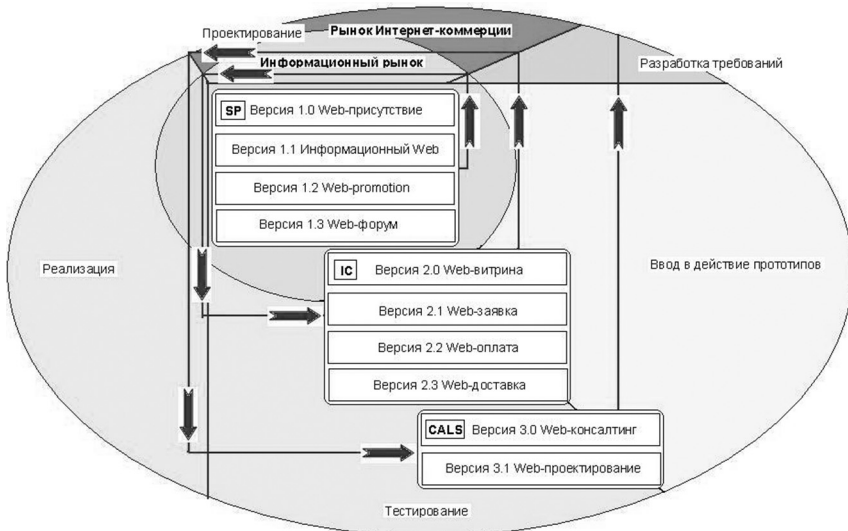 Рынок Интернет-коммерции
Проектирование
Информационный рынок
Разработка требований
SP Версия 1.0 Web-присутствие
Версия 1.1 Информационный Web
Версия 1.2 Web-promotion
Версия 1.3 Web-форум
Реализация
Ввод в действие прототипов
IC Версия 2.0 Web-витрина
Версия 2.1 Web-заявка
Версия 2.2 Web-оплата
Версия 2.3 Web-доставка
CALS Версия 3.0 Web-консалтинг
Версия 3.1 Web-проектирование
Тестирование